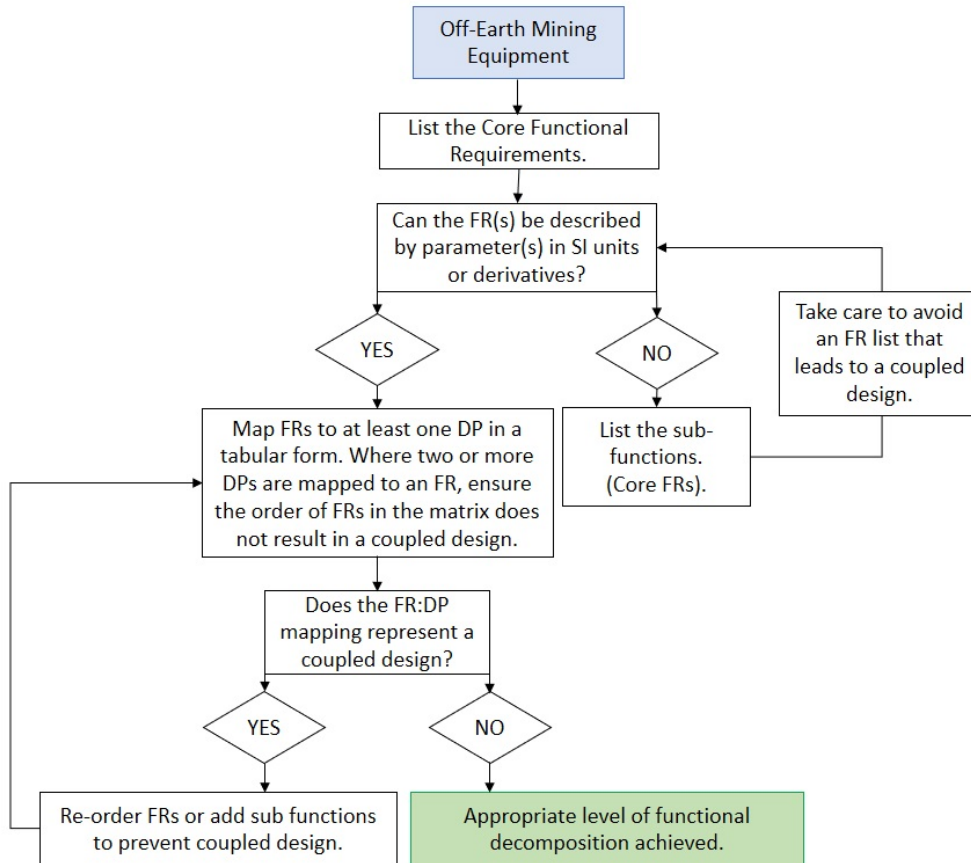 Off-Earth Mining
Equipment
List the Core Functional
Requirements.
Can the FR(s) be described
by parameter(s) in SI units
or derivatives?
Take care to avoid
an FR list that
leads to a coupled
design.
YES
NO
Map FRs to at least one DP in a
tabular form. Where two or more
DPs are mapped to an FR, ensure
the order of FRs in the matrix does
not result in a coupled design.
List the sub-
functions.
(Core FRs).
Does the FR:DP
mapping represent a
coupled design?
YES
NO
Re-order FRs or add sub functions
to prevent coupled design.
Appropriate level of functional
decomposition achieved.